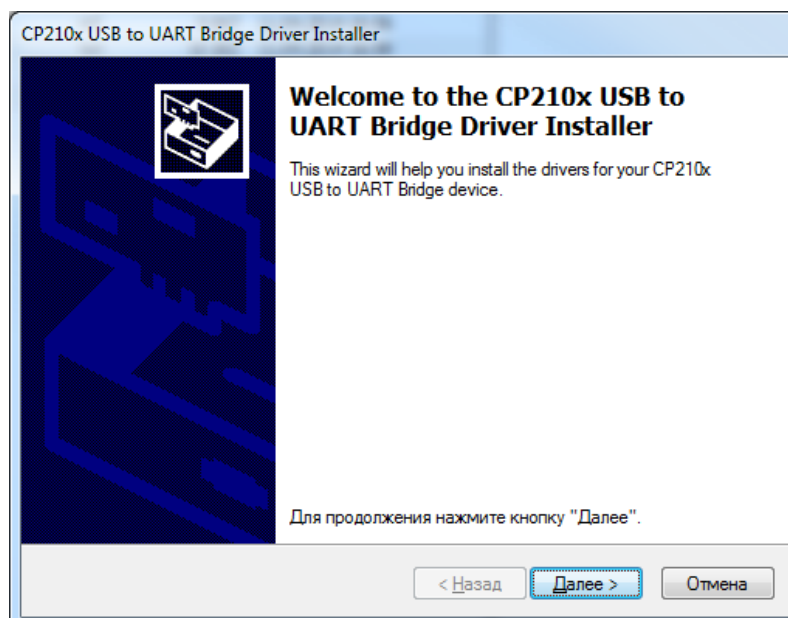 CP210x USB to UART Bridge Driver Installer
Welcome to the CP210x USB to
UART Bridge Driver Installer
This wizard will help you install the drivers for your CP210x
USB to UART Bridge device.
Для продолжения нажмите кнопку "Далее".
< Назад Далее > Отмена